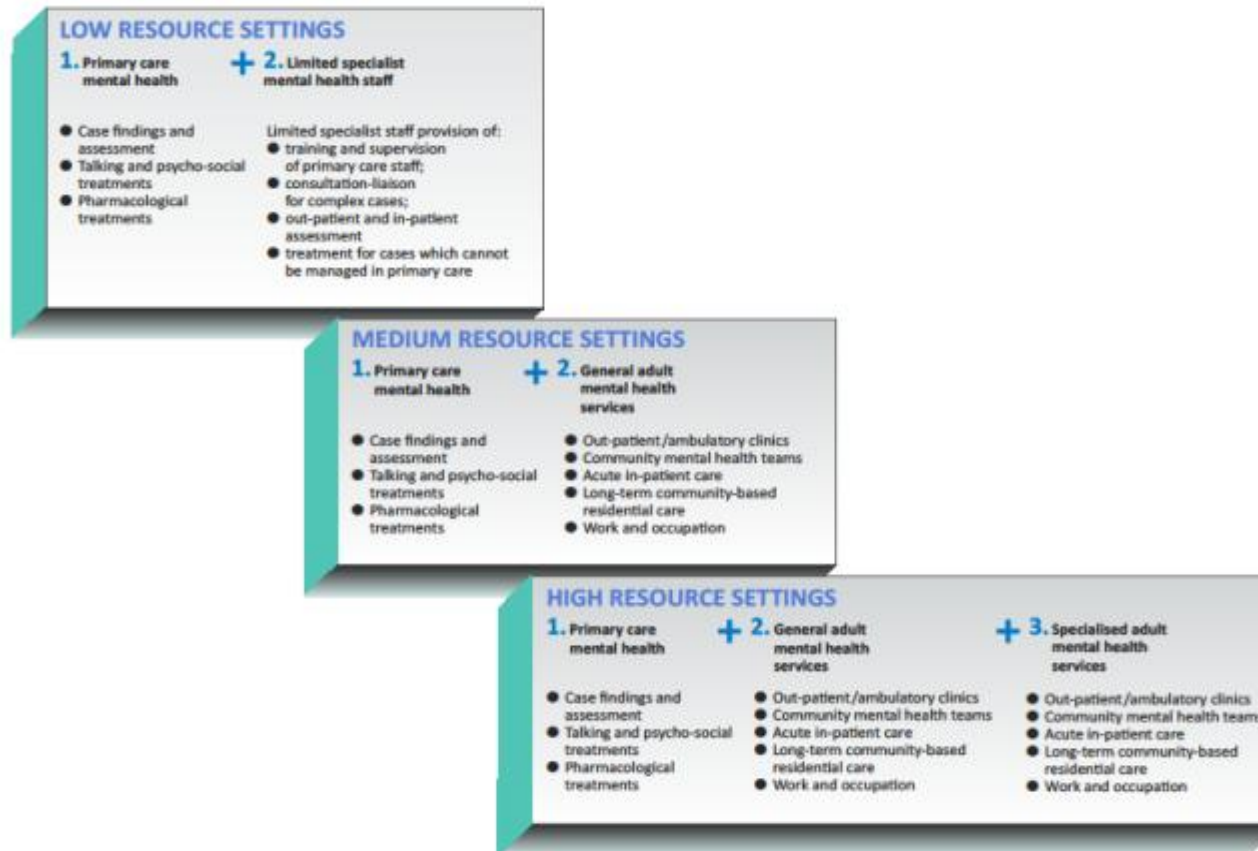 LOW RESOURCE SETTINGS
1. Primary care
mental health
+ 2. Limited specialist
mental health staff
● Case findings and
assessment
● Talking and psycho-social
treatments
● Pharmacological
treatments
Limited specialist staff provision of:
● training and supervision
of primary care staff;
● consultation-liaison
for complex cases;
● out-patient and in-patient
assessment
● treatment for cases which cannot
be managed in primary care
MEDIUM RESOURCE SETTINGS
1. Primary care
mental health
+ 2. General adult
mental health
services
● Case findings and
assessment
● Talking and psycho-social
treatments
● Pharmacological
treatments
● Out-patient/ambulatory clinics
● Community mental health teams
● Acute in-patient care
● Long-term community-based
residential care
● Work and occupation
HIGH RESOURCE SETTINGS
1. Primary care
mental health
+ 2. General adult
mental health
services
+ 3. Specialised adult
mental health
services
● Case findings and
assessment
● Talking and psycho-social
treatments
● Pharmacological
treatments
● Out-patient/ambulatory clinics
● Community mental health teams
● Acute in-patient care
● Long-term community-based
residential care
● Work and occupation
● Out-patient/ambulatory clinics
● Community mental health team
● Acute in-patient care
● Long-term community-based
residential care
● Work and occupation